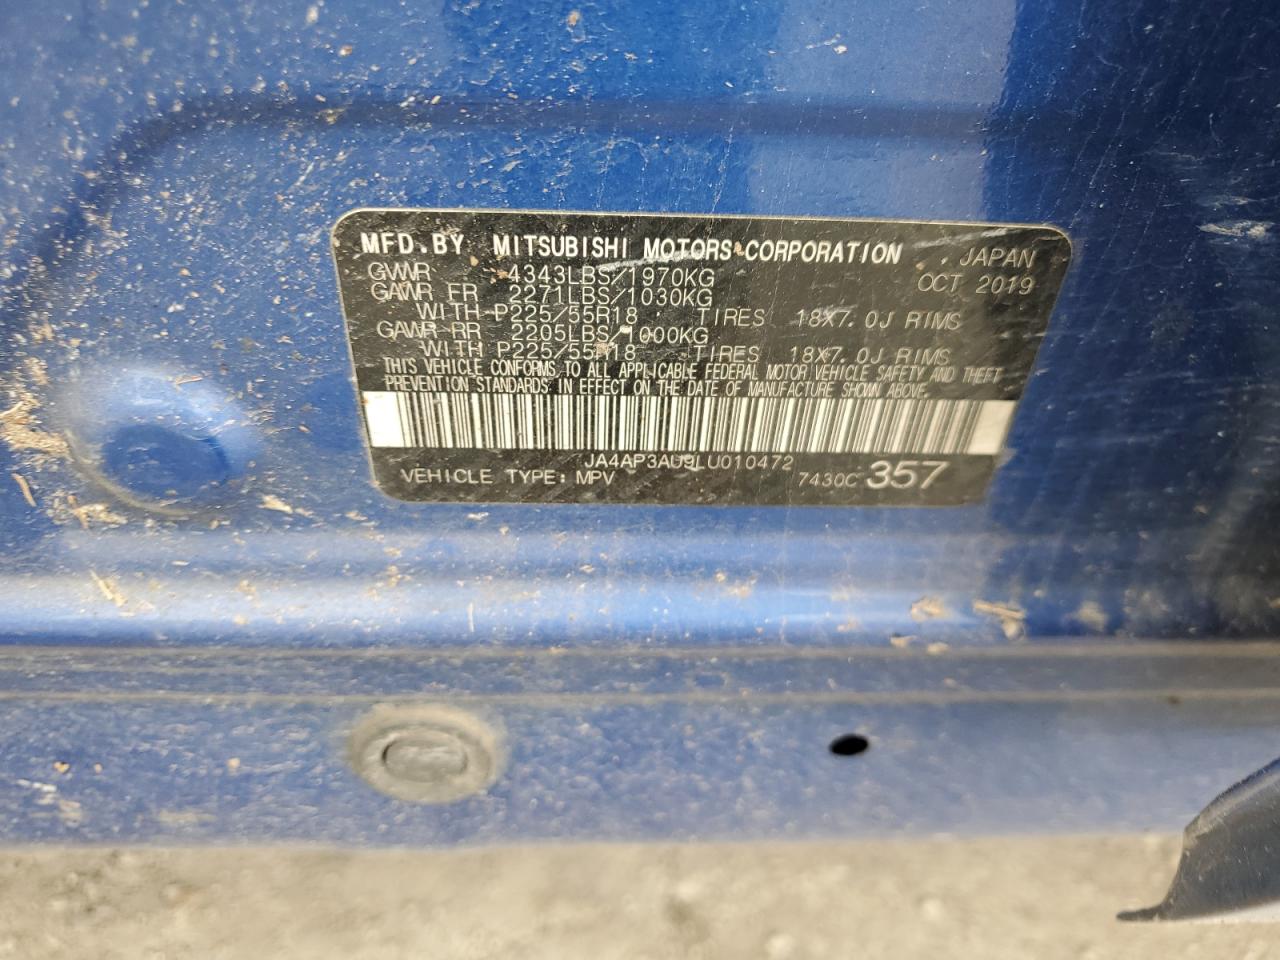 MFD.BY MITSUBISHI MOTORS CORPORATION JAPAN
GVWR 4343LBS/1970KG OCT 2019
GAWR FR 2271LBS/1030KG
WITH P225/55R18 TIRES 18X7.0J RIMS
GAWR RR 2205LBS/1000KG
WITH P225/55R18 TIRES 18X7.0J RIMS
THIS VEHICLE CONFORMS TO ALL APPLICABLE FEDERAL MOTOR VEHICLE SAFETY AND THEFT
PREVENTION STANDARDS IN EFFECT ON THE DATE OF MANUFACTURE SHOWN ABOVE.
JA4AP3AU9LU010472
VEHICLE TYPE: MPV 7430C 357